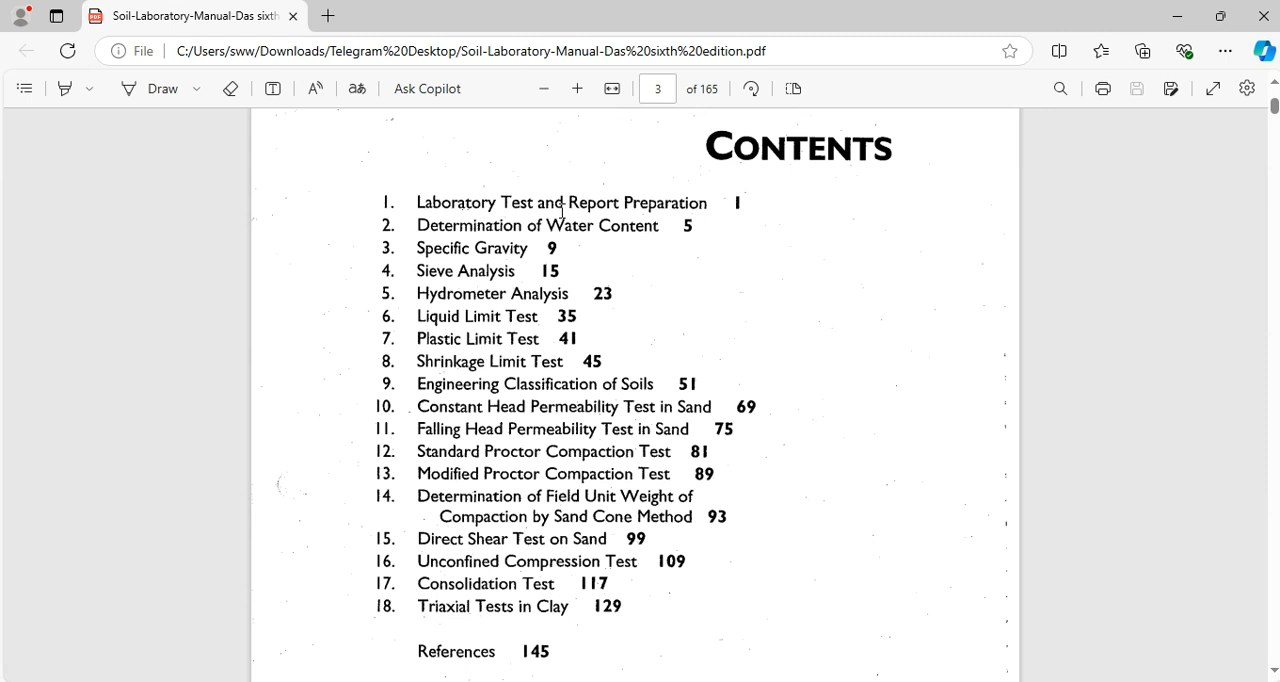 Soil-Laboratory-Manual-Das sixth
File C:/Users/sww/Downloads/Telegram%20Desktop/Soil-Laboratory-Manual-Das%20sixth%20edition.pdf
Draw Ask Copilot 3 of 165
CONTENTS
1. Laboratory Test and Report Preparation 1
2. Determination of Water Content 5
3. Specific Gravity 9
4. Sieve Analysis 15
5. Hydrometer Analysis 23
6. Liquid Limit Test 35
7. Plastic Limit Test 41
8. Shrinkage Limit Test 45
9. Engineering Classification of Soils 51
10. Constant Head Permeability Test in Sand 69
11. Falling Head Permeability Test in Sand 75
12. Standard Proctor Compaction Test 81
13. Modified Proctor Compaction Test 89
14. Determination of Field Unit Weight of
Compaction by Sand Cone Method 93
15. Direct Shear Test on Sand 99
16. Unconfined Compression Test 109
17. Consolidation Test 117
18. Triaxial Tests in Clay 129
References 145